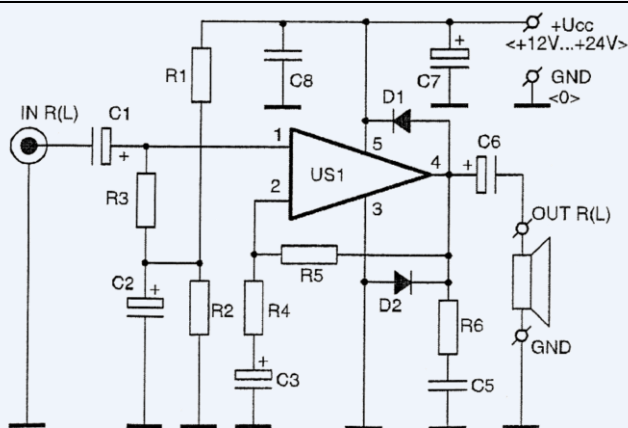 +Ucc
<+12V...+24V>
R1
C8
+
C7
GND
<0>
D1
IN R(L)
C1
+
1
5
US1
4
+
C6
2
3
R3
OUT R(L)
R5
C2
+
R2
R4
D2
R6
GND
+
C3
C5